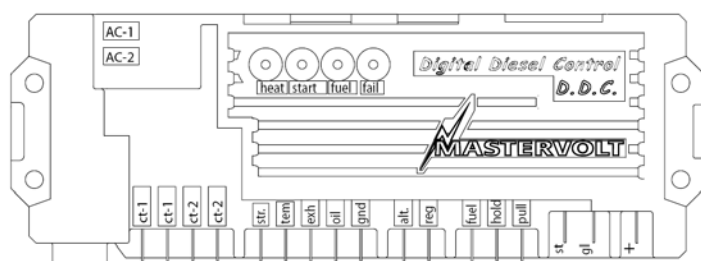 AC-1
AC-2
Digital Diesel Control
D.D.C.
heat start fuel fail
MASTERVOLT
ct-1 ct-1 ct-2 ct-2 str. tem exh oil gnd alt. reg fuel hold pull st gl +